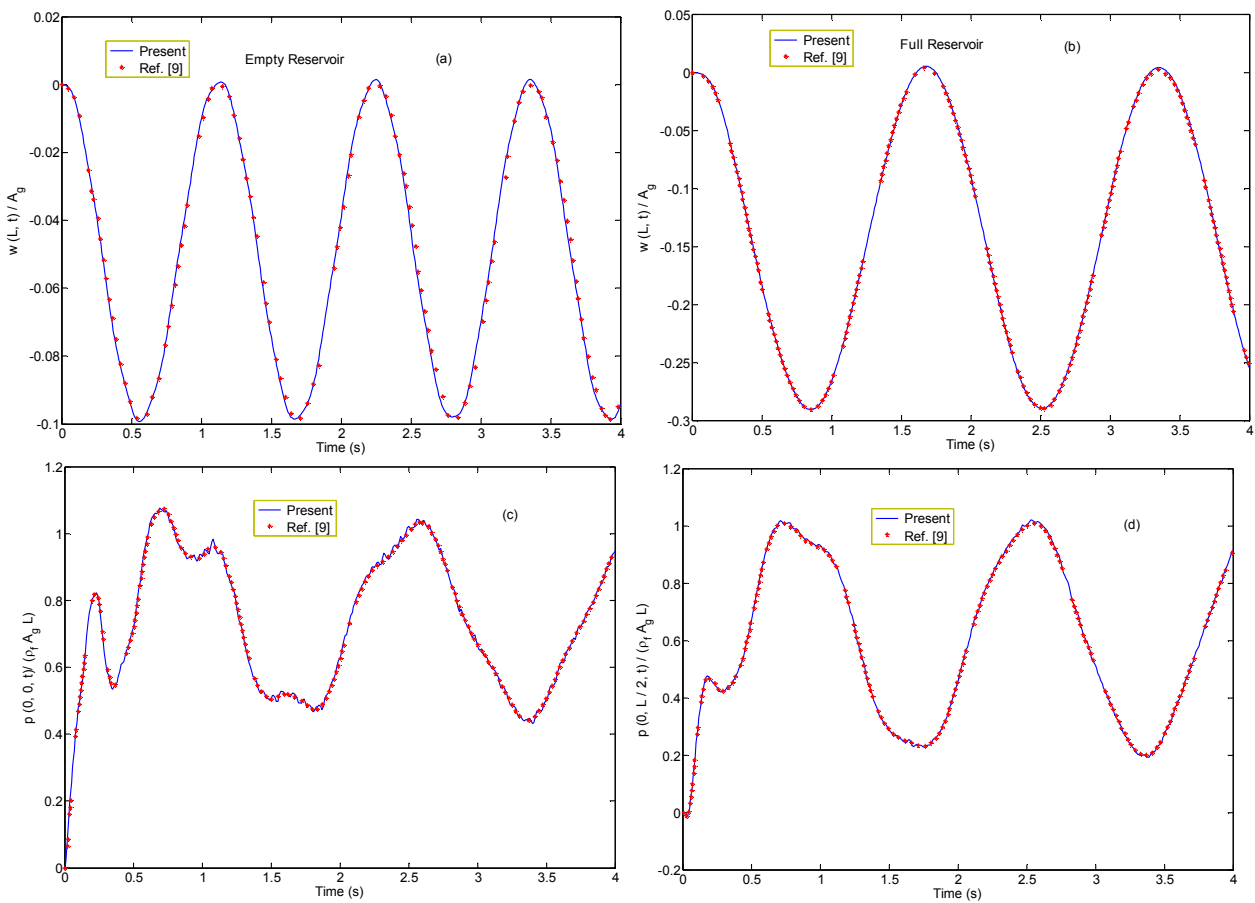 0.02
0
-0.02
-0.04
-0.06
-0.08
-0.1
w (L, t) / A_g
Present
Ref. [9]
Empty Reservoir
(a)
0 0.5 1 1.5 2 2.5 3 3.5 4
Time (s)
0.05
0
-0.05
-0.1
-0.15
-0.2
-0.25
-0.3
w (L, t) / A_g
Present
Ref. [9]
Full Reservoir
(b)
0 0.5 1 1.5 2 2.5 3 3.5 4
Time (s)
1.2
1
0.8
0.6
0.4
0.2
0
p (0, 0, t)/ (ρ_f A_g L)
Present
Ref. [9]
(c)
0 0.5 1 1.5 2 2.5 3 3.5 4
Time (s)
1.2
1
0.8
0.6
0.4
0.2
0
-0.2
p (0, L / 2, t) / (ρ_f A_g L)
Present
Ref. [9]
(d)
0 0.5 1 1.5 2 2.5 3 3.5 4
Time (s)